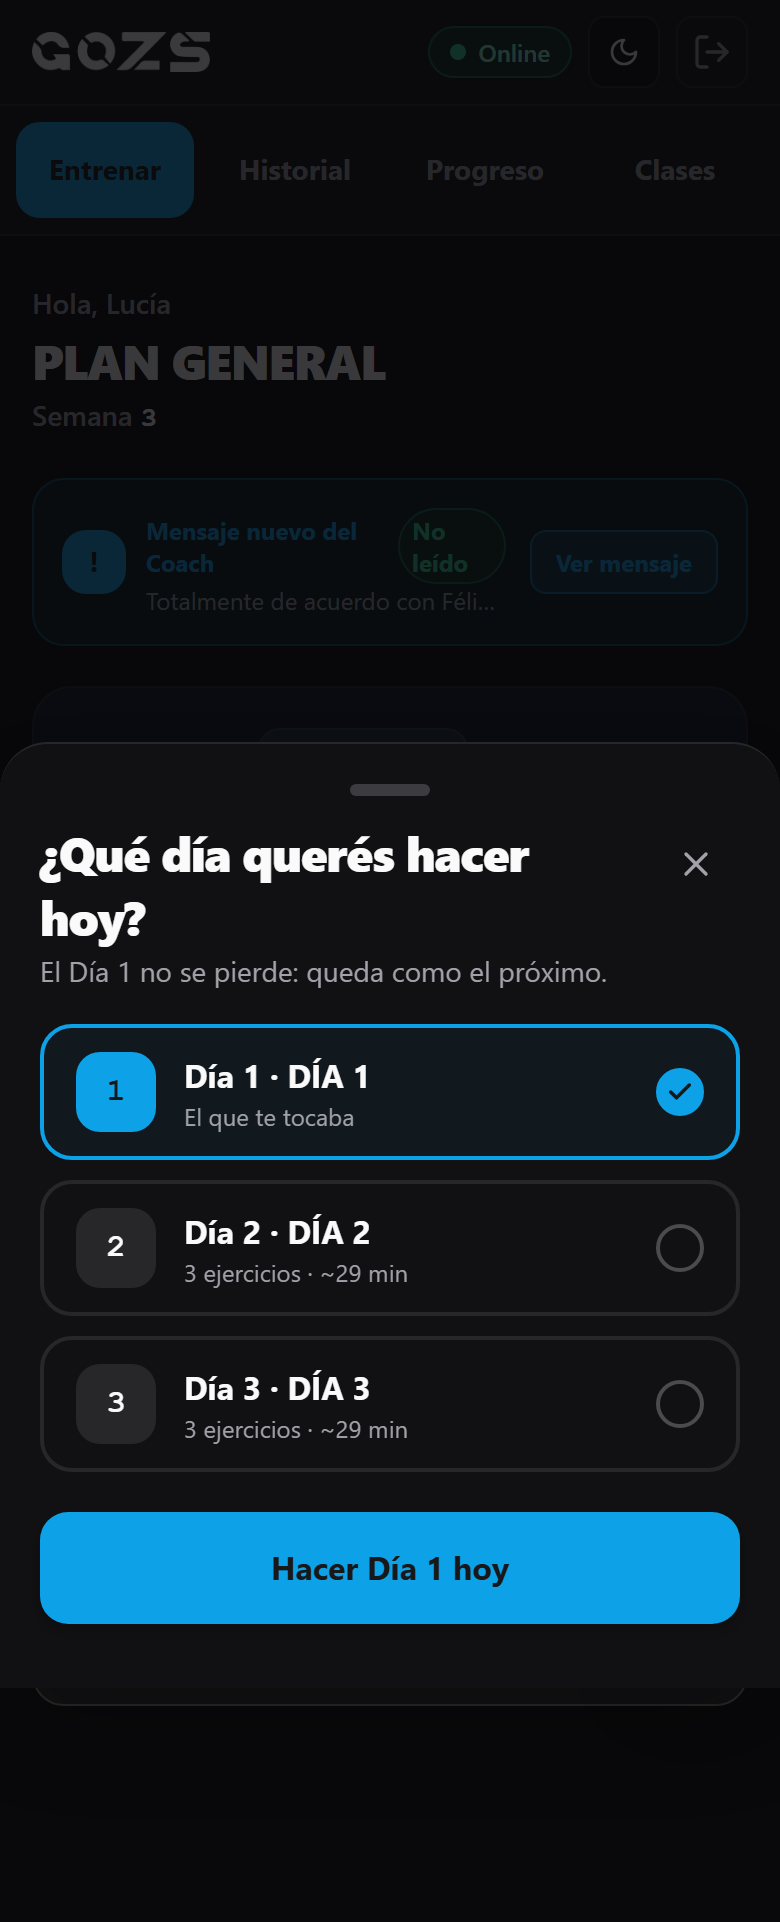 GOZS
Online
Entrenar
Historial
Progreso
Clases
Hola, Lucía
PLAN GENERAL
Semana 3
!
Mensaje nuevo del
Coach
No
leído
Totalmente de acuerdo con Féli...
Ver mensaje
¿Qué día querés hacer
hoy?
El Día 1 no se pierde: queda como el próximo.
1
Día 1 · DÍA 1
El que te tocaba
2
Día 2 · DÍA 2
3 ejercicios · ~29 min
3
Día 3 · DÍA 3
3 ejercicios · ~29 min
Hacer Día 1 hoy